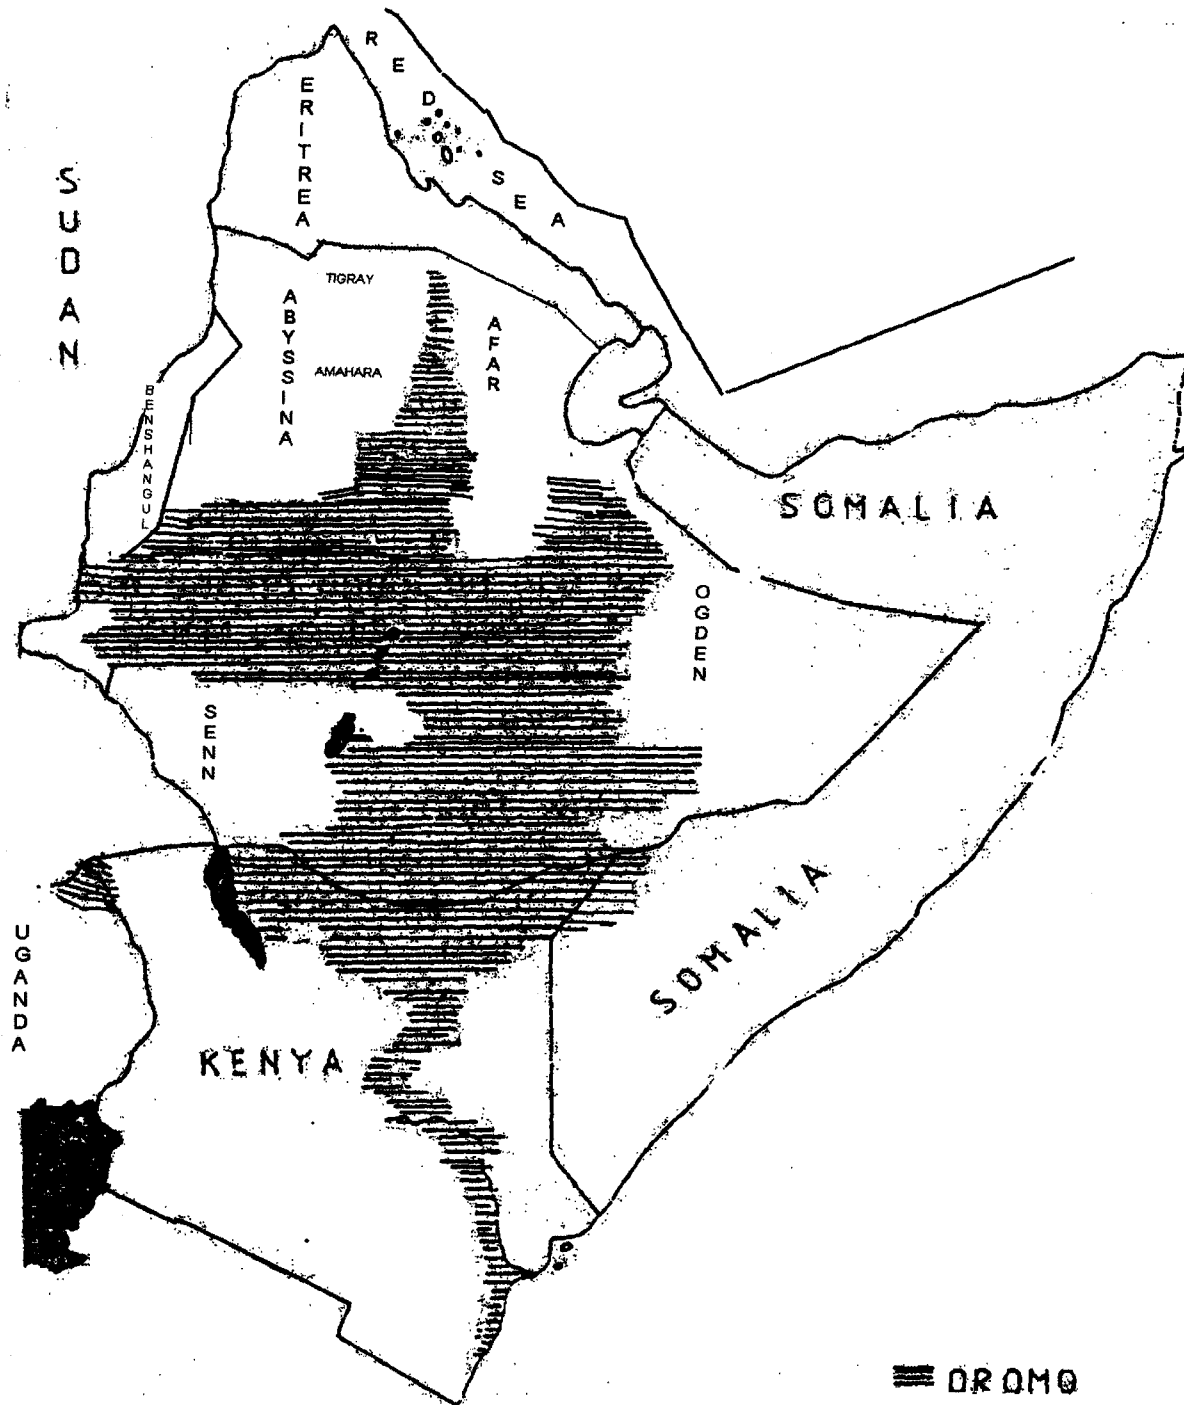 RED SEA
ERITREA
SUDAN
TIGRAY
ABYSSINA
AFAR
AMAHARA
BENSHANGUL
SOMALIA
OGDEN
SENN
SOMALIA
UGANDA
KENYA
OROMO